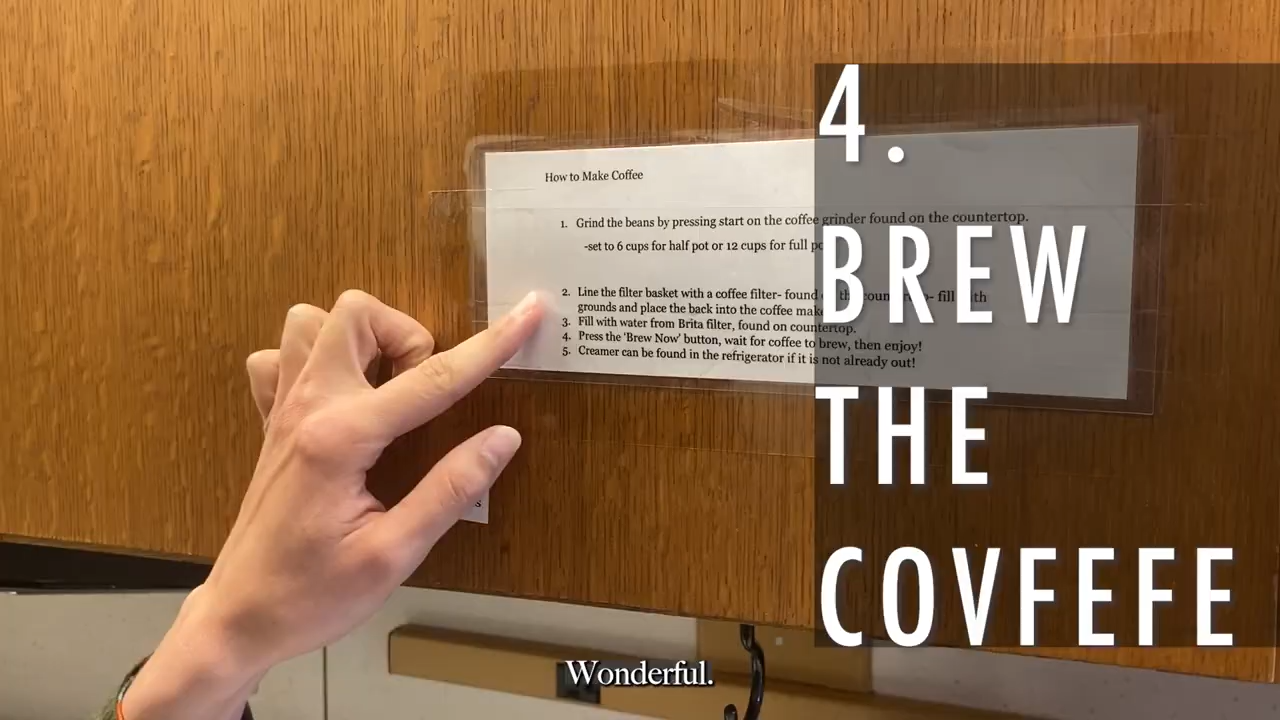 How to Make Coffee
1. Grind the beans by pressing start on the coffee grinder found on the countertop.
-set to 6 cups for half pot or 12 cups for full
2. Line the filter basket with a coffee filter- found countertop- fill with
grounds and place the back into the coffee
3. Fill with water from Brita filter, found on countertop.
4. Press the 'Brew Now' button, wait for coffee to brew, then enjoy!
5. Creamer can be found in the refrigerator if it is not already out!
4.
BREW
THE
COVFEFE
Wonderful.